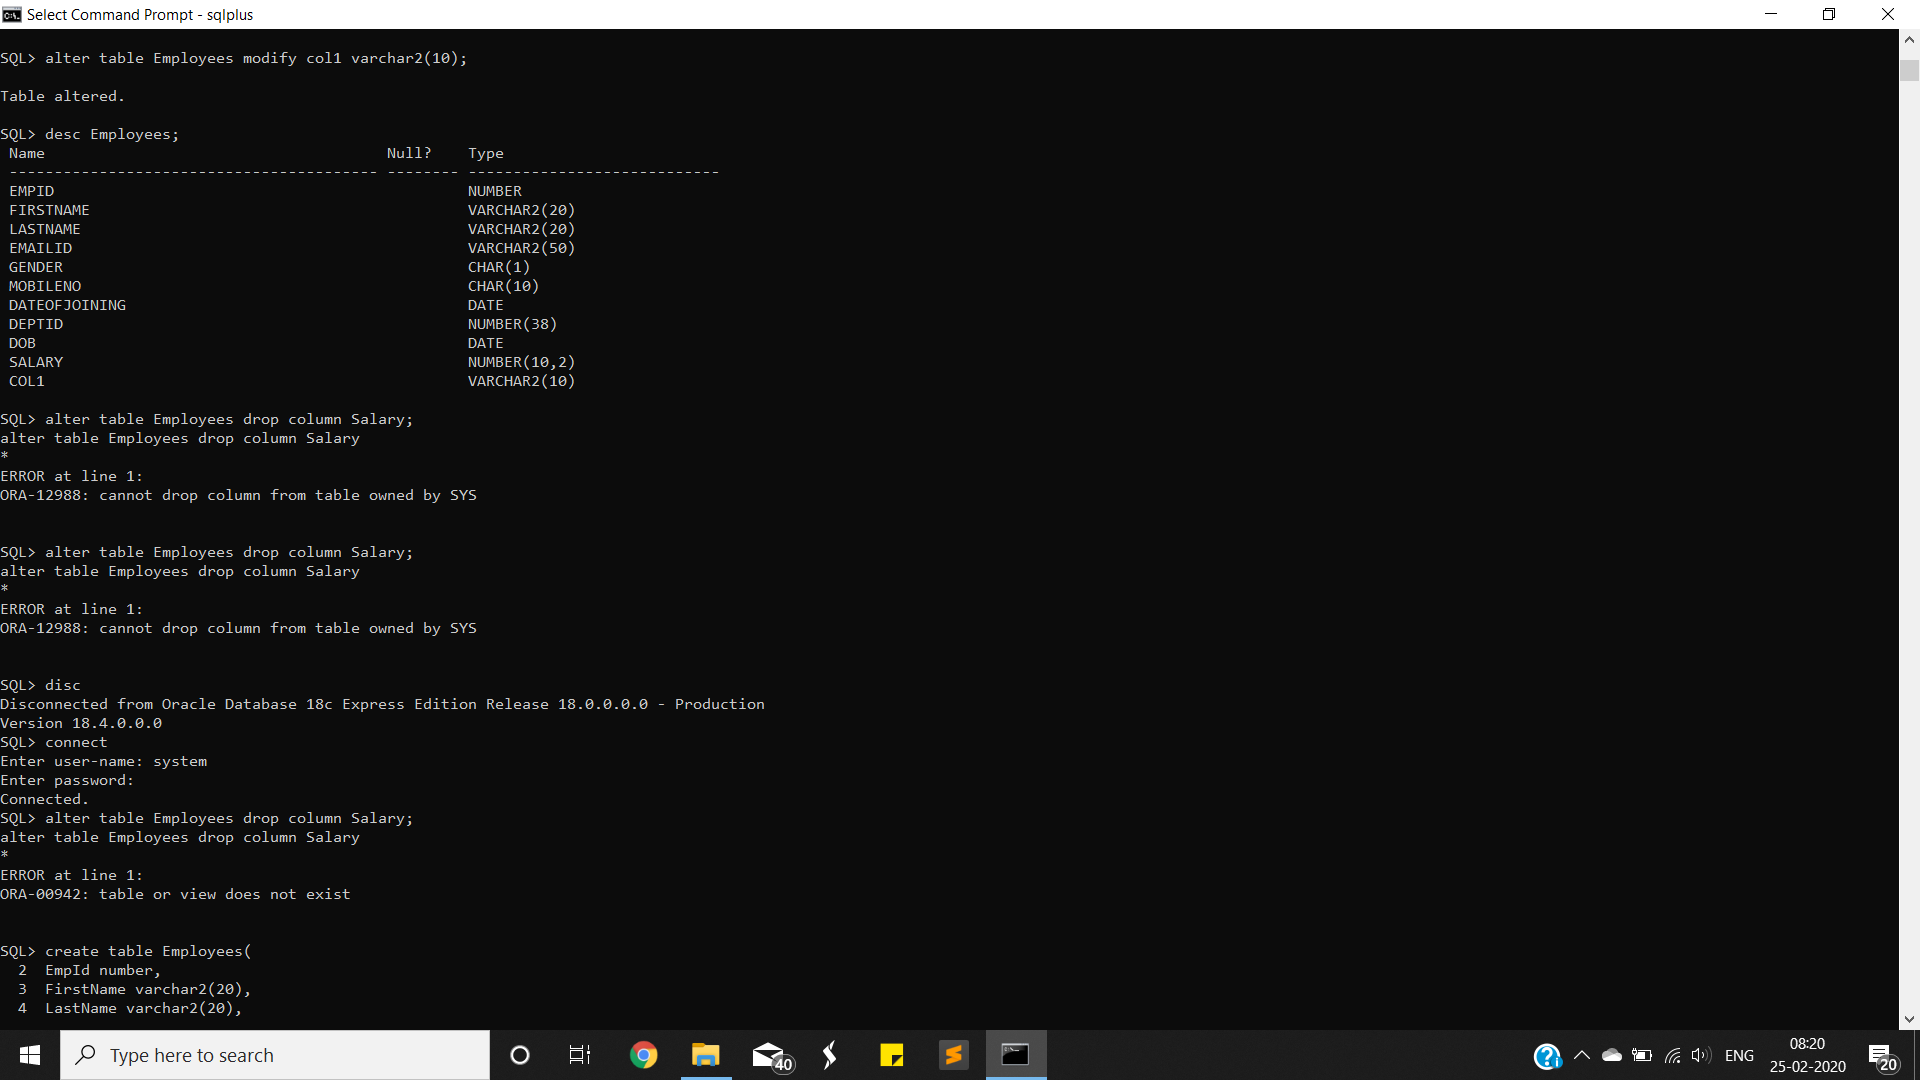 Select Command Prompt - sqlplus
SQL> alter table Employees modify col1 varchar2(10);
Table altered.
SQL> desc Employees;
 Name                                      Null?    Type
 ----------------------------------------- -------- ----------------------------
 EMPID                                              NUMBER
 FIRSTNAME                                          VARCHAR2(20)
 LASTNAME                                           VARCHAR2(20)
 EMAILID                                            VARCHAR2(50)
 GENDER                                             CHAR(1)
 MOBILENO                                           CHAR(10)
 DATEOFJOINING                                      DATE
 DEPTID                                             NUMBER(38)
 DOB                                                DATE
 SALARY                                             NUMBER(10,2)
 COL1                                               VARCHAR2(10)
SQL> alter table Employees drop column Salary;
alter table Employees drop column Salary
*
ERROR at line 1:
ORA-12988: cannot drop column from table owned by SYS
SQL> alter table Employees drop column Salary;
alter table Employees drop column Salary
*
ERROR at line 1:
ORA-12988: cannot drop column from table owned by SYS
SQL> disc
Disconnected from Oracle Database 18c Express Edition Release 18.0.0.0.0 - Production
Version 18.4.0.0.0
SQL> connect
Enter user-name: system
Enter password:
Connected.
SQL> alter table Employees drop column Salary;
alter table Employees drop column Salary
*
ERROR at line 1:
ORA-00942: table or view does not exist
SQL> create table Employees(
  2  EmpId number,
  3  FirstName varchar2(20),
  4  LastName varchar2(20),
Type here to search
40
ENG
08:20
25-02-2020
20